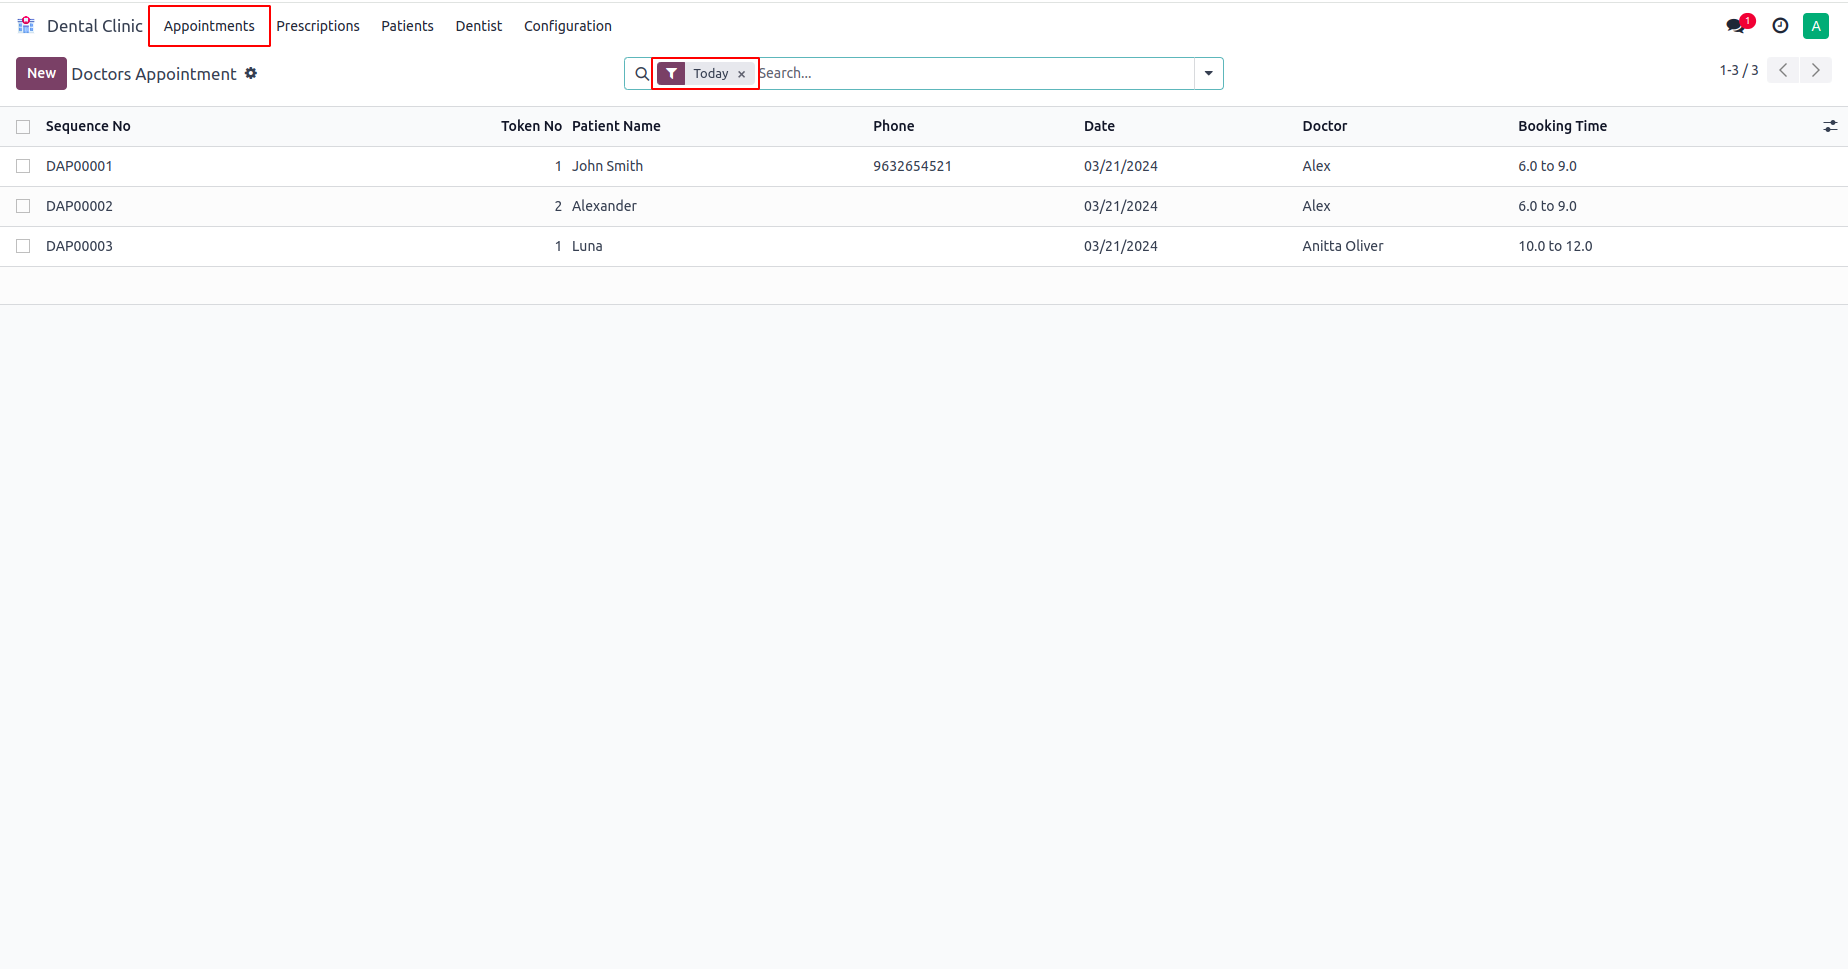 Dental Clinic Appointments Prescriptions Patients Dentist Configuration 1 A
New Doctors Appointment Today × Search... 1-3 / 3
Sequence No Token No Patient Name Phone Date Doctor Booking Time
DAP00001 1 John Smith 9632654521 03/21/2024 Alex 6.0 to 9.0
DAP00002 2 Alexander 03/21/2024 Alex 6.0 to 9.0
DAP00003 1 Luna 03/21/2024 Anitta Oliver 10.0 to 12.0